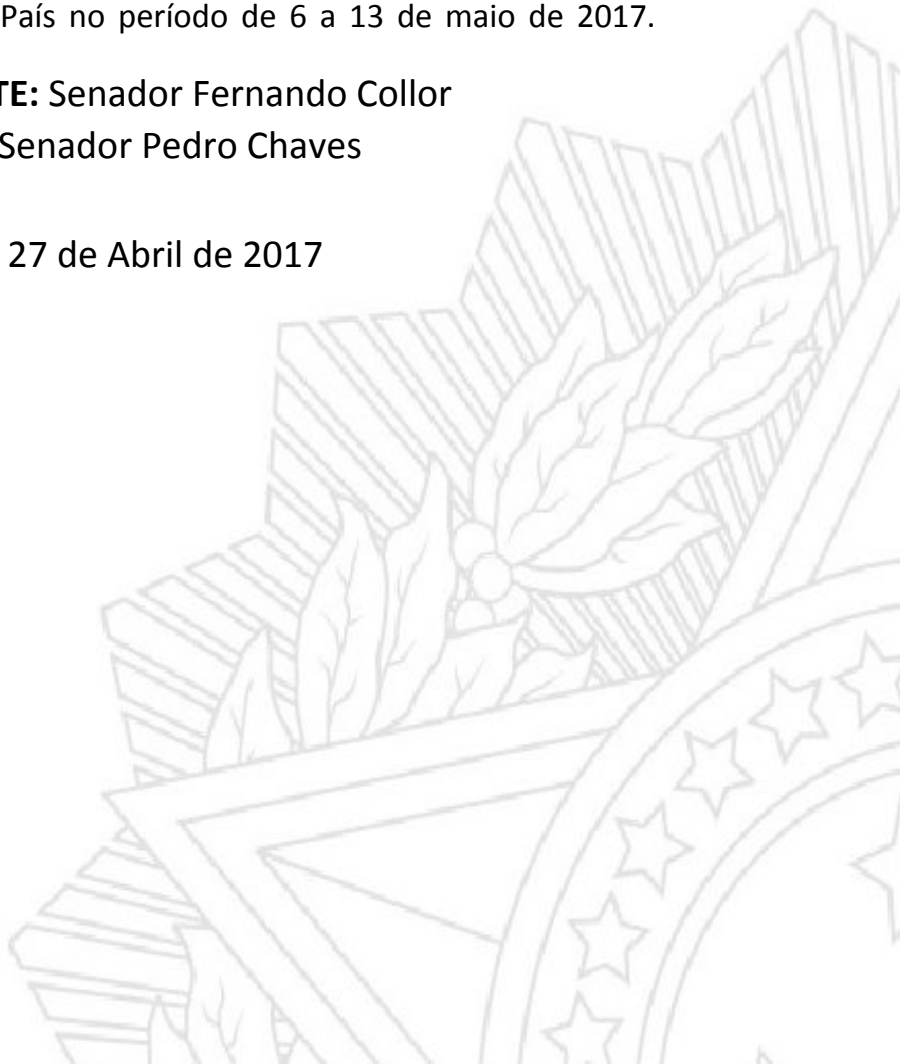 País no período de 6 a 13 de maio de 2017.
TE: Senador Fernando Collor
Senador Pedro Chaves
27 de Abril de 2017